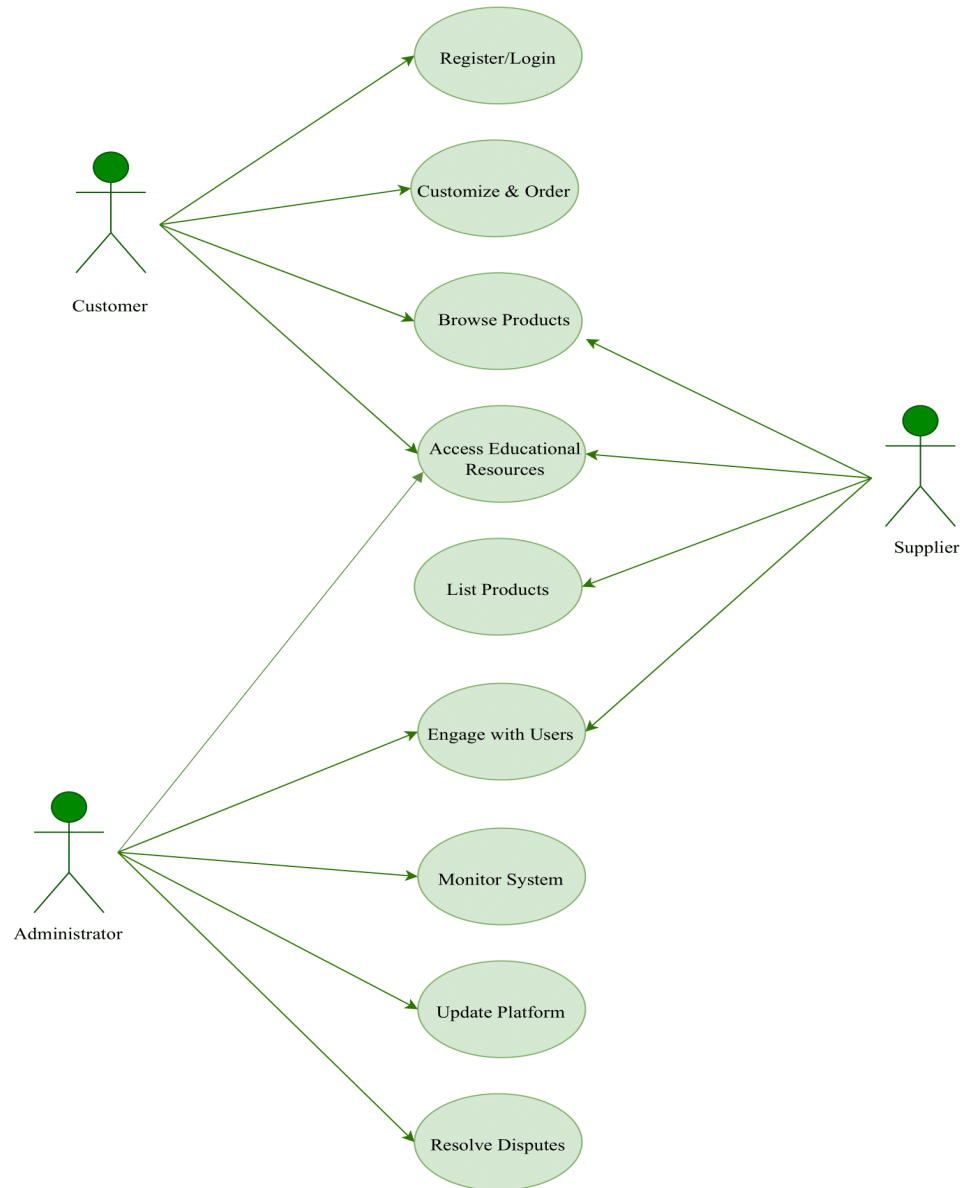 Register/Login
Customize & Order
Customer
Browse Products
Access Educational
Resources
Supplier
List Products
Engage with Users
Monitor System
Administrator
Update Platform
Resolve Disputes